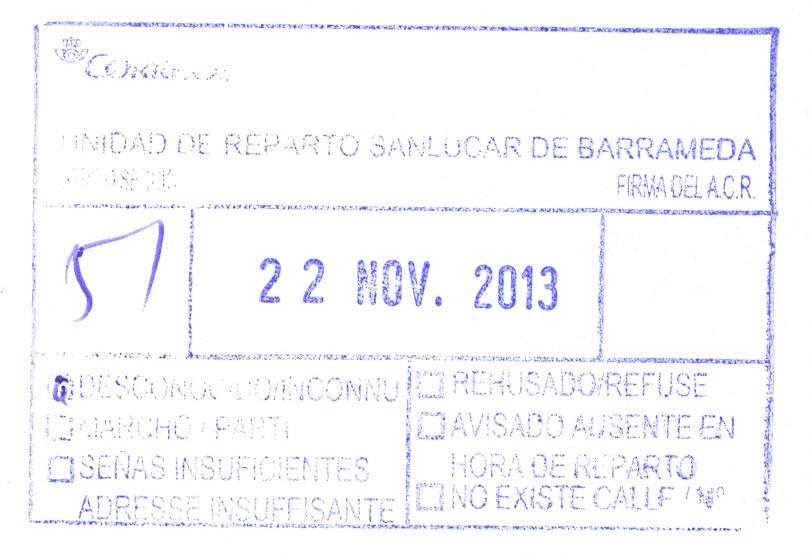 Correos
UNIDAD DE REPARTO SANLUCAR DE BARRAMEDA
FIRMA DEL A.C.R.
22 NOV. 2013
DESCONOCIDO/INCONNU
MARCHO / PARTI
SEÑAS INSUFICIENTES
ADRESSE INSUFFISANTE
REHUSADO/REFUSE
AVISADO AUSENTE EN
HORA DE REPARTO
NO EXISTE CALLE / Nº